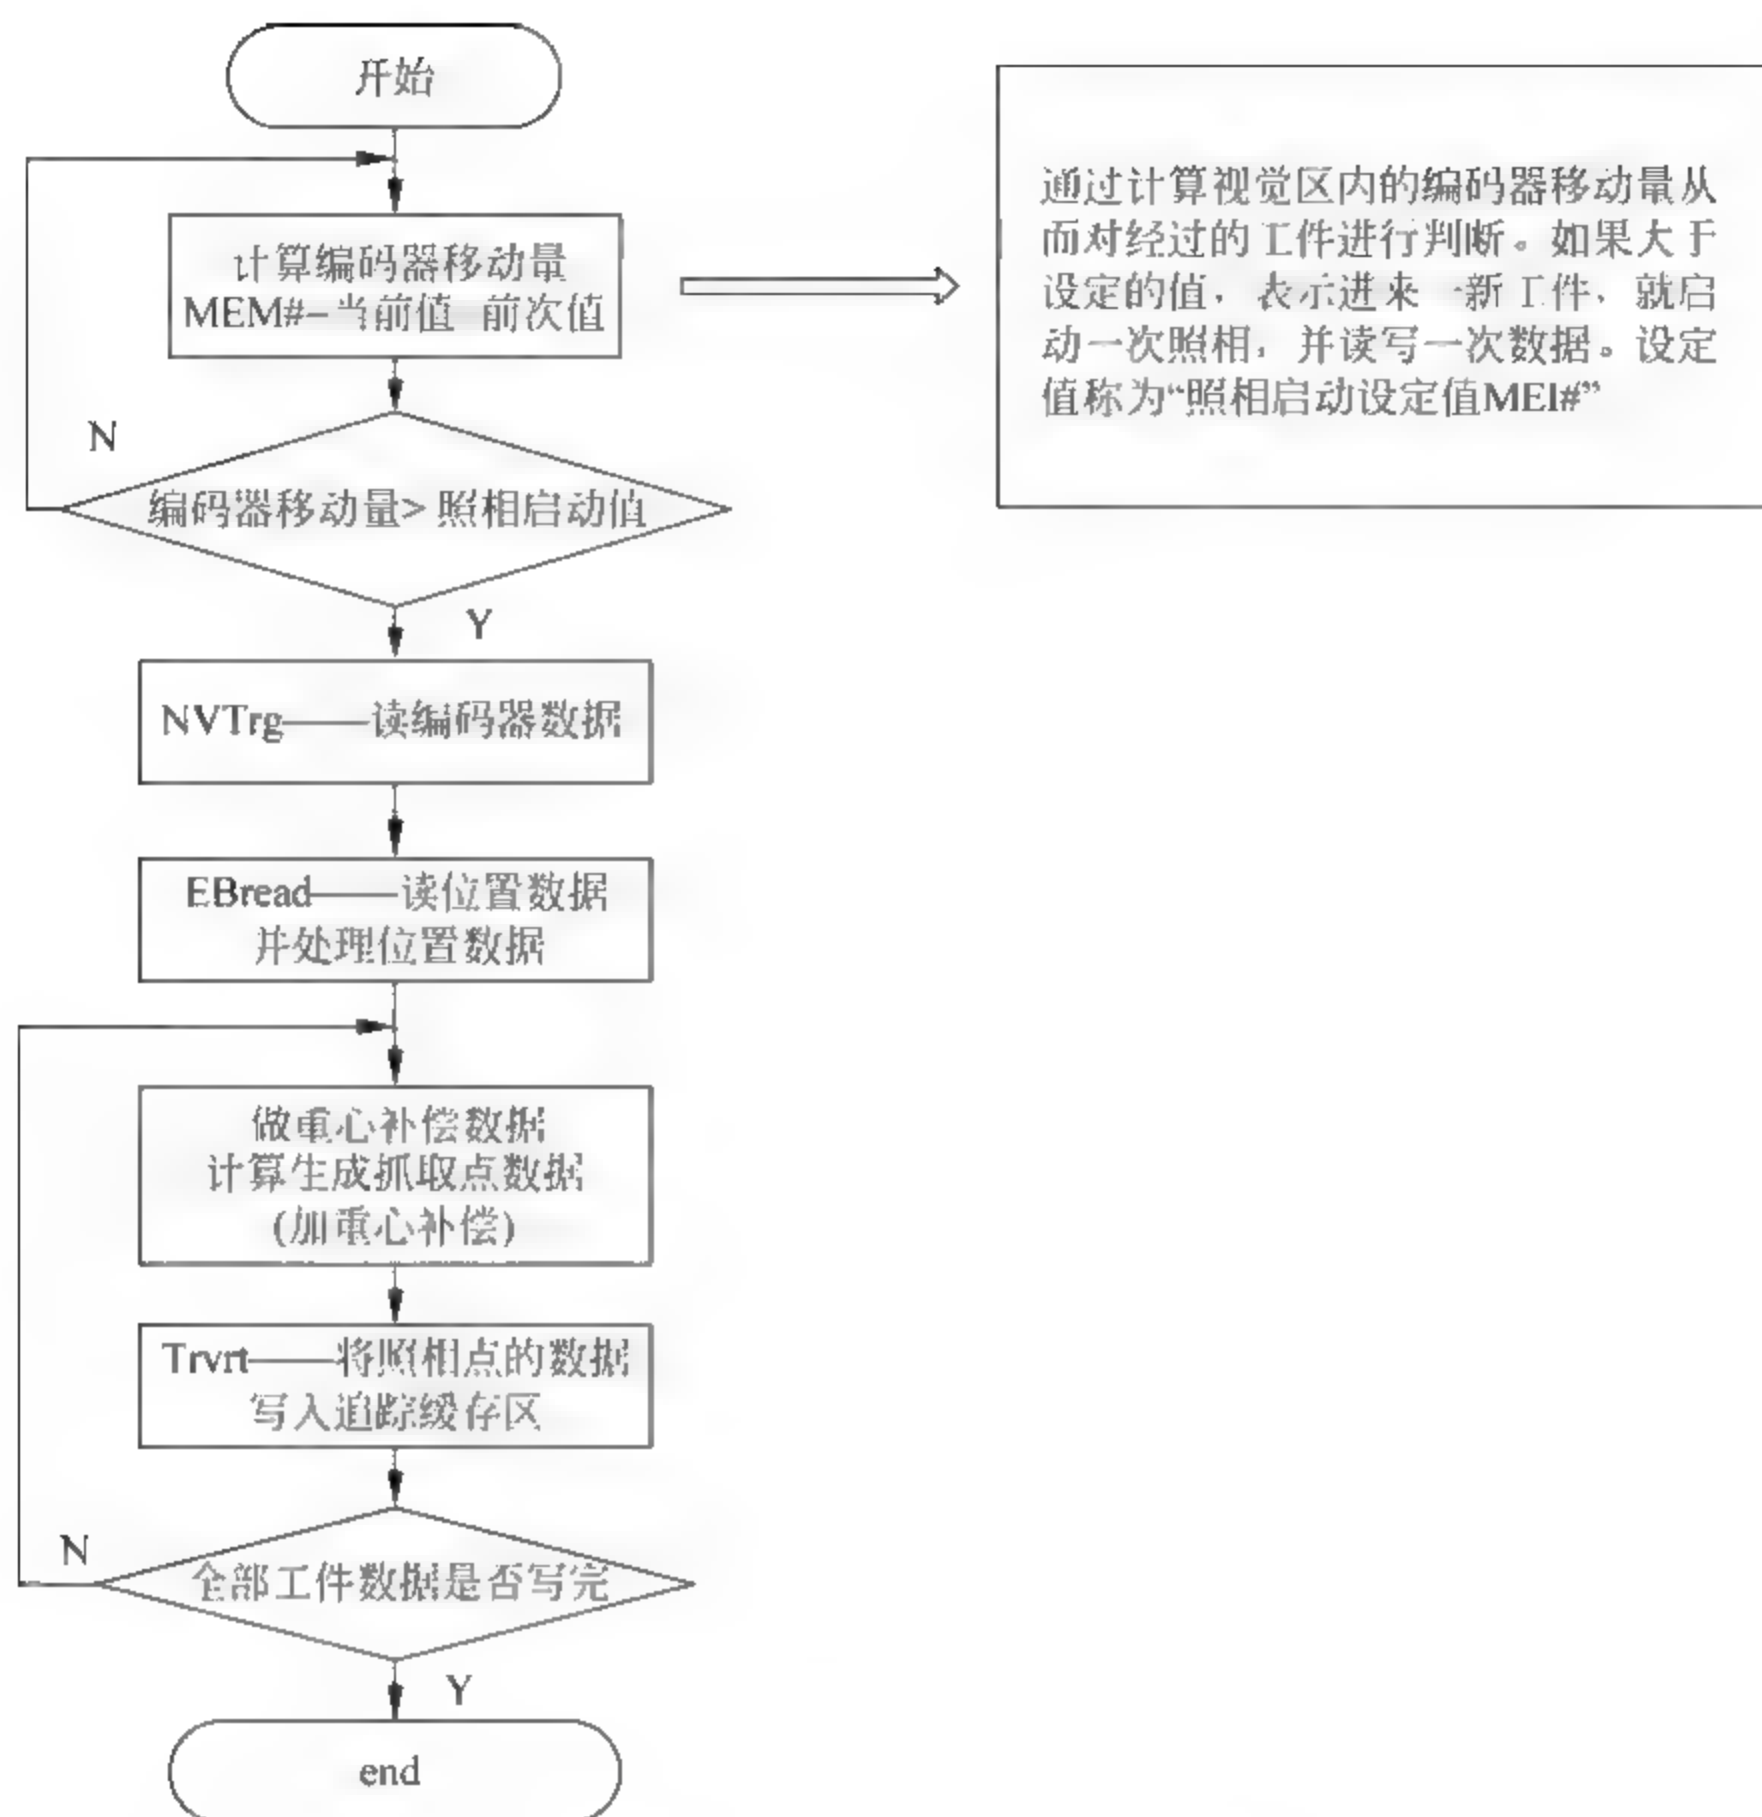 开始
计算编码器移动量
MEM#-当前值 前次值
N
编码器移动量>照相启动值
Y
NVTrg——读编码器数据
EBread——读位置数据
并处理位置数据
做重心补偿数据
计算生成抓取点数据
(加重心补偿)
Trvrt——将照相点的数据
写入追踪缓存区
N
全部工件数据是否写完
Y
end
通过计算视觉区内的编码器移动量从
而对经过的工件进行判断。如果大于
设定的值，表示进来一新工件，就启
动一次照相，并读写一次数据。设定
值称为“照相启动设定值MEI#”